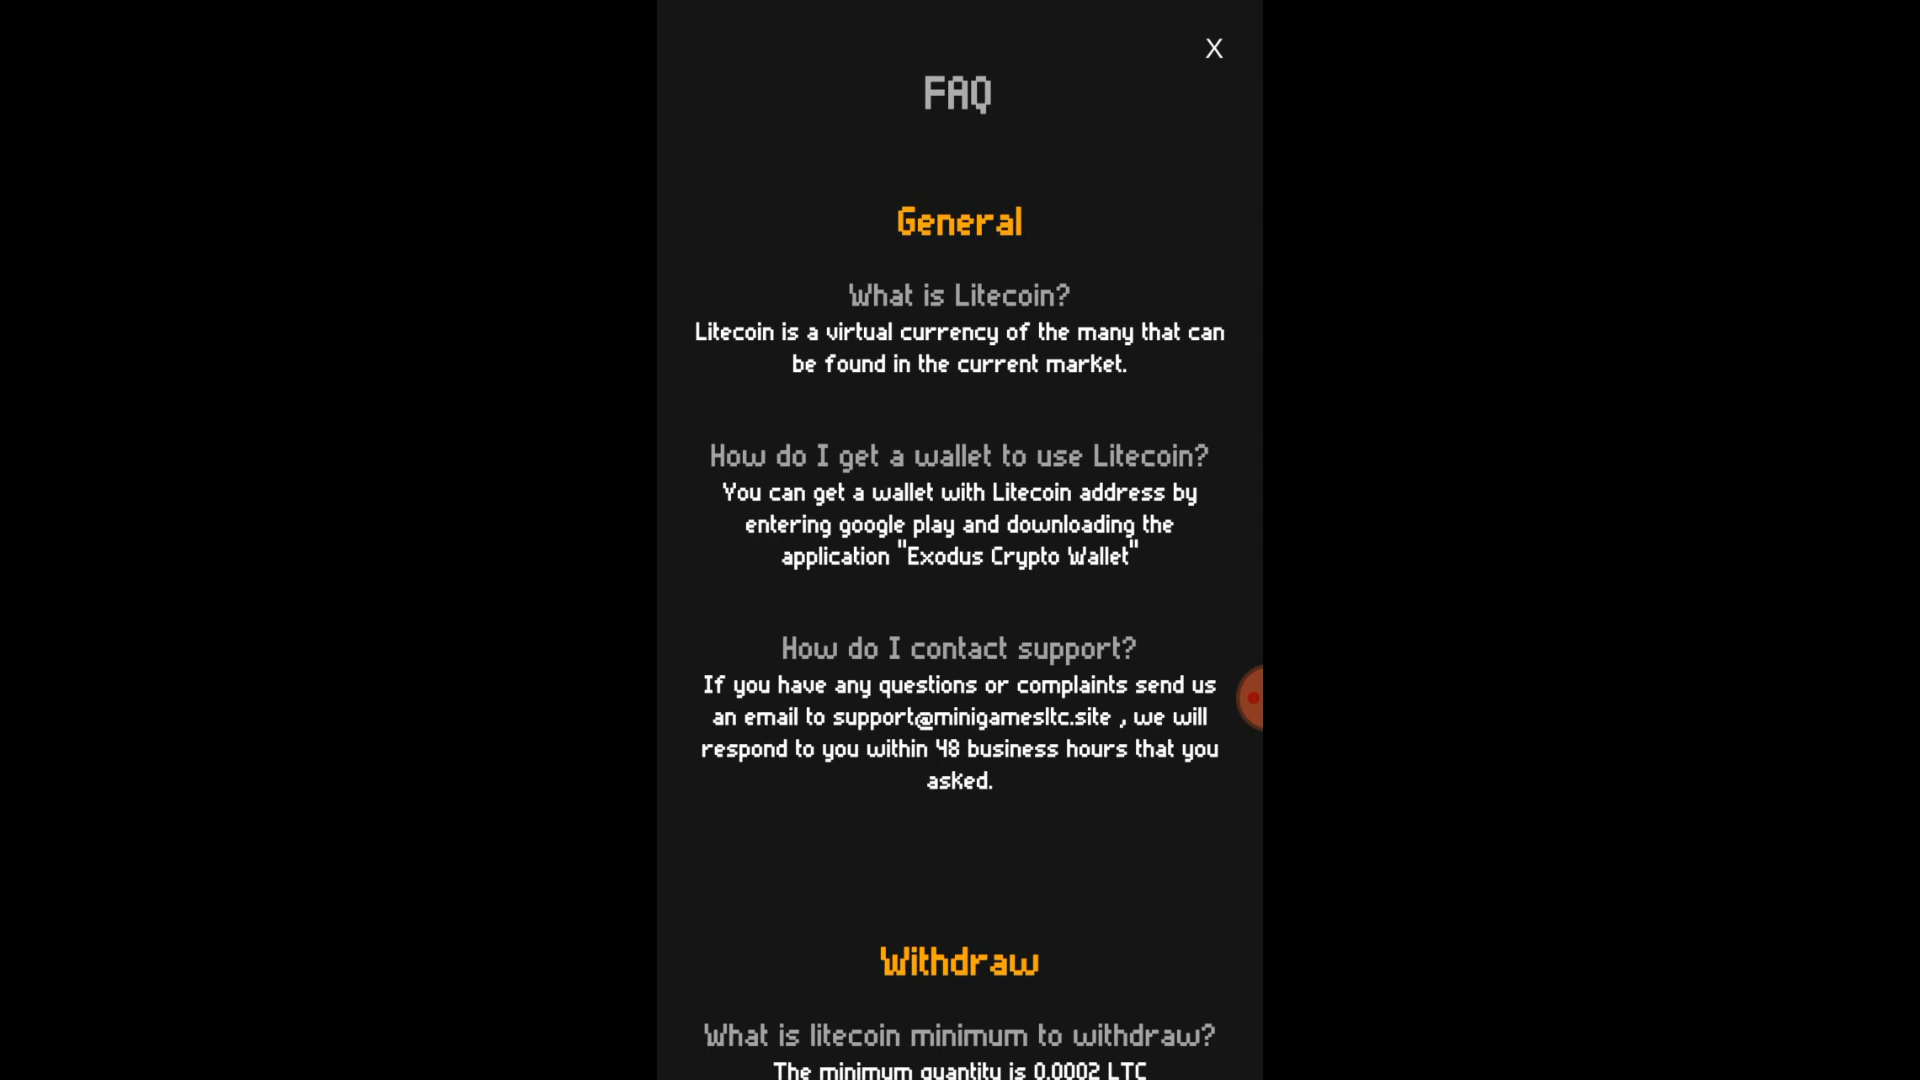 X
FAQ
General
What is Litecoin?
Litecoin is a virtual currency of the many that can
be found in the current market.
How do I get a wallet to use Litecoin?
You can get a wallet with Litecoin address by
entering google play and downloading the
application "Exodus Crypto Wallet"
How do I contact support?
If you have any questions or complaints send us
an email to support@minigamesltc.site , we will
respond to you within 48 business hours that you
asked.
Withdraw
What is litecoin minimum to withdraw?
The minimum quantity is 0.0002 LTC